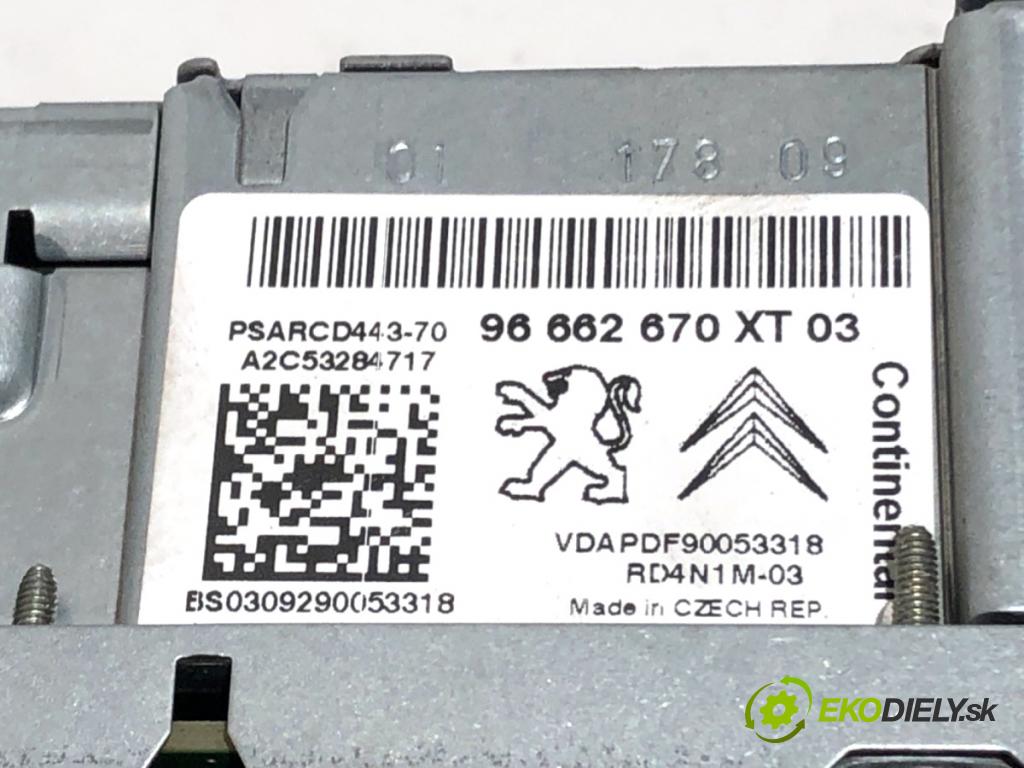 01 178 09
PSARCD443-70
A2C53284717
96 662 670 XT 03
Continental
VDAPDF90053318
RD4N1M-03
BS0309290053318
Made in CZECH REP.
EKODIELY.sk